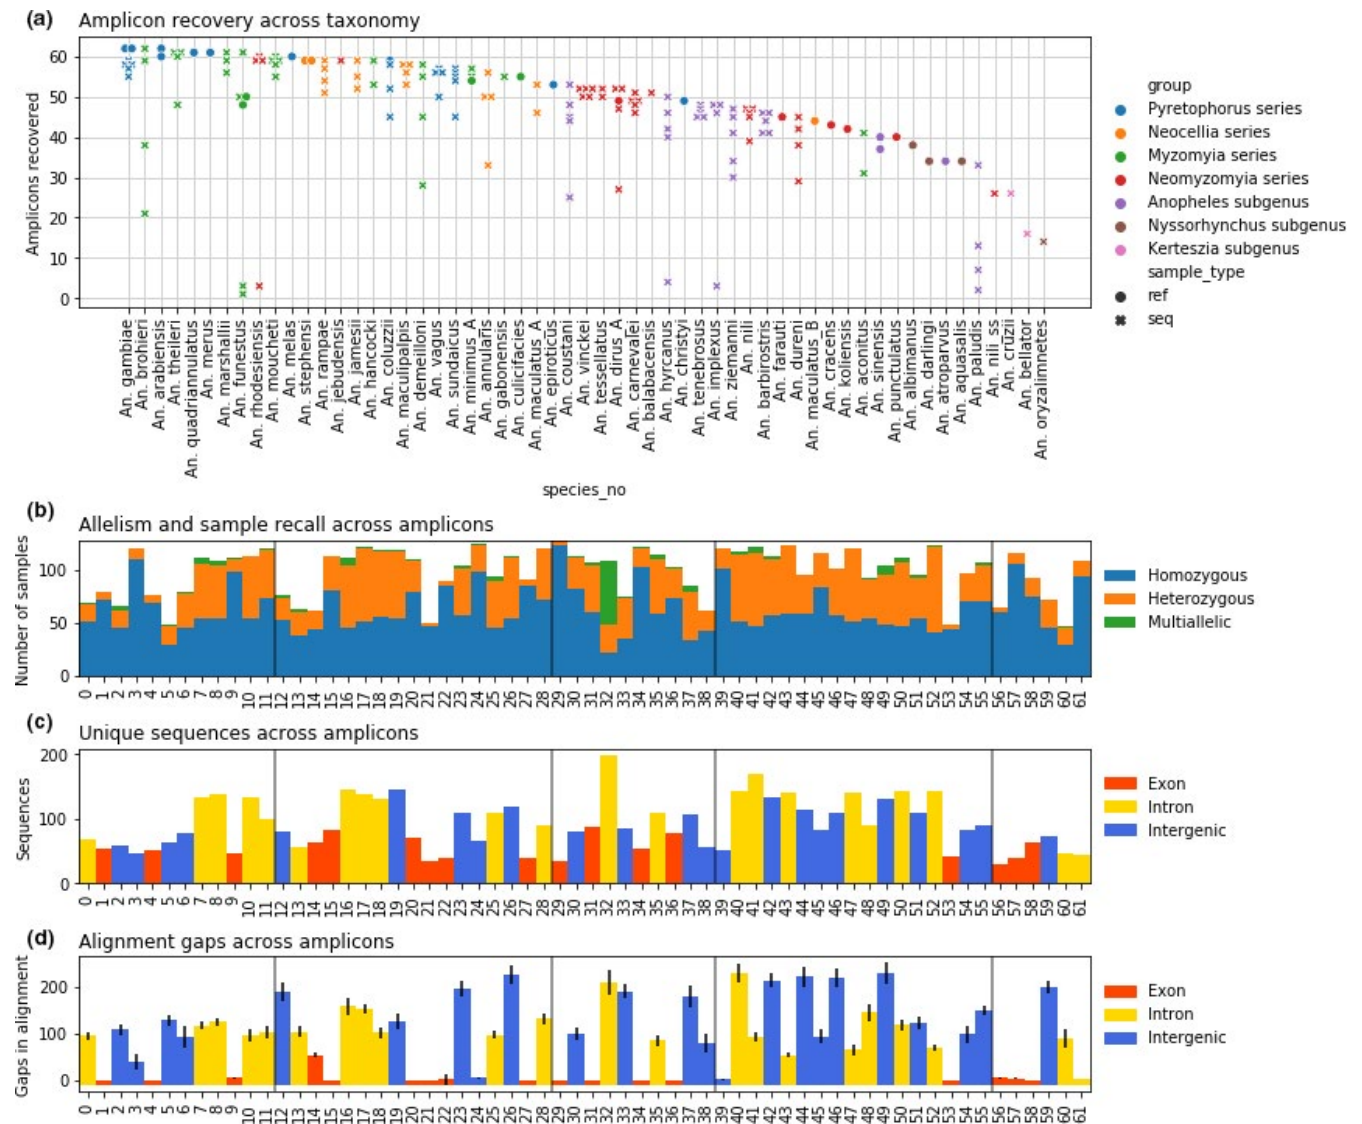 (a)
Amplicon recovery across taxonomy
Amplicons recovered
60
50
40
30
20
10
0
group
Pyretophorus series
Neocellia series
Myzomyia series
Neomyzomyia series
Anopheles subgenus
Nyssorhynchus subgenus
Kerteszia subgenus
sample_type
ref
seq
An. gambiae
An. brohieri
An. arabiensis
An. theileri
An. quadriannulatus
An. merus
An. marshallii
An. funestus
An. rhodesiensis
An. moucheti
An. melas
An. stephensi
An. rampae
An. jebudensis
An. jamesii
An. hancocki
An. coluzzii
An. maculipalpis
An. demeilloni
An. vagus
An. sundaicus
An. minimus_A
An. annularis
An. gabonensis
An. culicifacies
An. maculatus_A
An. epiroticus
An. coustani
An. vinckei
An. tessellatus
An. dirus_A
An. carnevalei
An. balabacensis
An. hyrcanus
An. christyi
An. tenebrosus
An. implexus
An. ziemanni
An. nili
An. barbirostris
An. farauti
An. dureni
An. maculatus_B
An. cracens
An. koliensis
An. aconitus
An. sinensis
An. punctulatus
An. albimanus
An. darlingi
An. atroparvus
An. aquasalis
An. paludis
An. nili_ss
An. cruzii
An. bellator
An. oryzalimnetes
species_no
(b)
Allelism and sample recall across amplicons
Number of samples
100
50
0
Homozygous
Heterozygous
Multiallelic
0 1 2 3 4 5 6 7 8 9 10 11 12 13 14 15 16 17 18 19 20 21 22 23 24 25 26 27 28 29 30 31 32 33 34 35 36 37 38 39 40 41 42 43 44 45 46 47 48 49 50 51 52 53 54 55 56 57 58 59 60 61
(c)
Unique sequences across amplicons
Sequences
200
100
0
Exon
Intron
Intergenic
0 1 2 3 4 5 6 7 8 9 10 11 12 13 14 15 16 17 18 19 20 21 22 23 24 25 26 27 28 29 30 31 32 33 34 35 36 37 38 39 40 41 42 43 44 45 46 47 48 49 50 51 52 53 54 55 56 57 58 59 60 61
(d)
Alignment gaps across amplicons
Gaps in alignment
200
100
0
Exon
Intron
Intergenic
0 1 2 3 4 5 6 7 8 9 10 11 12 13 14 15 16 17 18 19 20 21 22 23 24 25 26 27 28 29 30 31 32 33 34 35 36 37 38 39 40 41 42 43 44 45 46 47 48 49 50 51 52 53 54 55 56 57 58 59 60 61